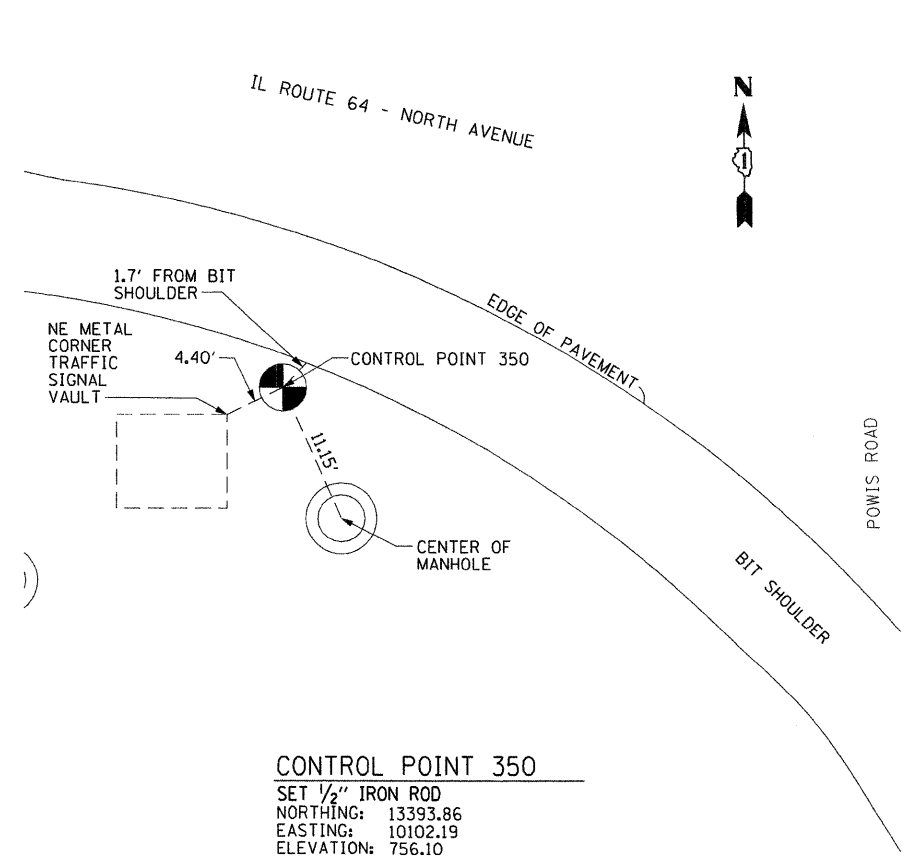 IL ROUTE 64 - NORTH AVENUE
N
1
1.7' FROM BIT
SHOULDER
NE METAL
CORNER
TRAFFIC
SIGNAL
VAULT
4.40'
CONTROL POINT 350
EDGE OF PAVEMENT
11.15'
POWIS ROAD
CENTER OF
MANHOLE
BIT SHOULDER
CONTROL POINT 350
SET 1/2" IRON ROD
NORTHING: 13393.86
EASTING: 10102.19
ELEVATION: 756.10